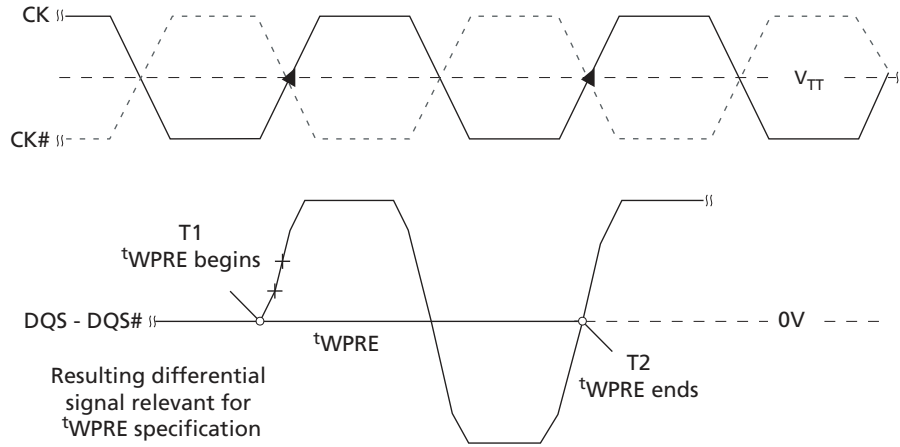 CK
V_TT
CK#
T1
tWPRE begins
DQS - DQS#
tWPRE
0V
T2
tWPRE ends
Resulting differential
signal relevant for
tWPRE specification